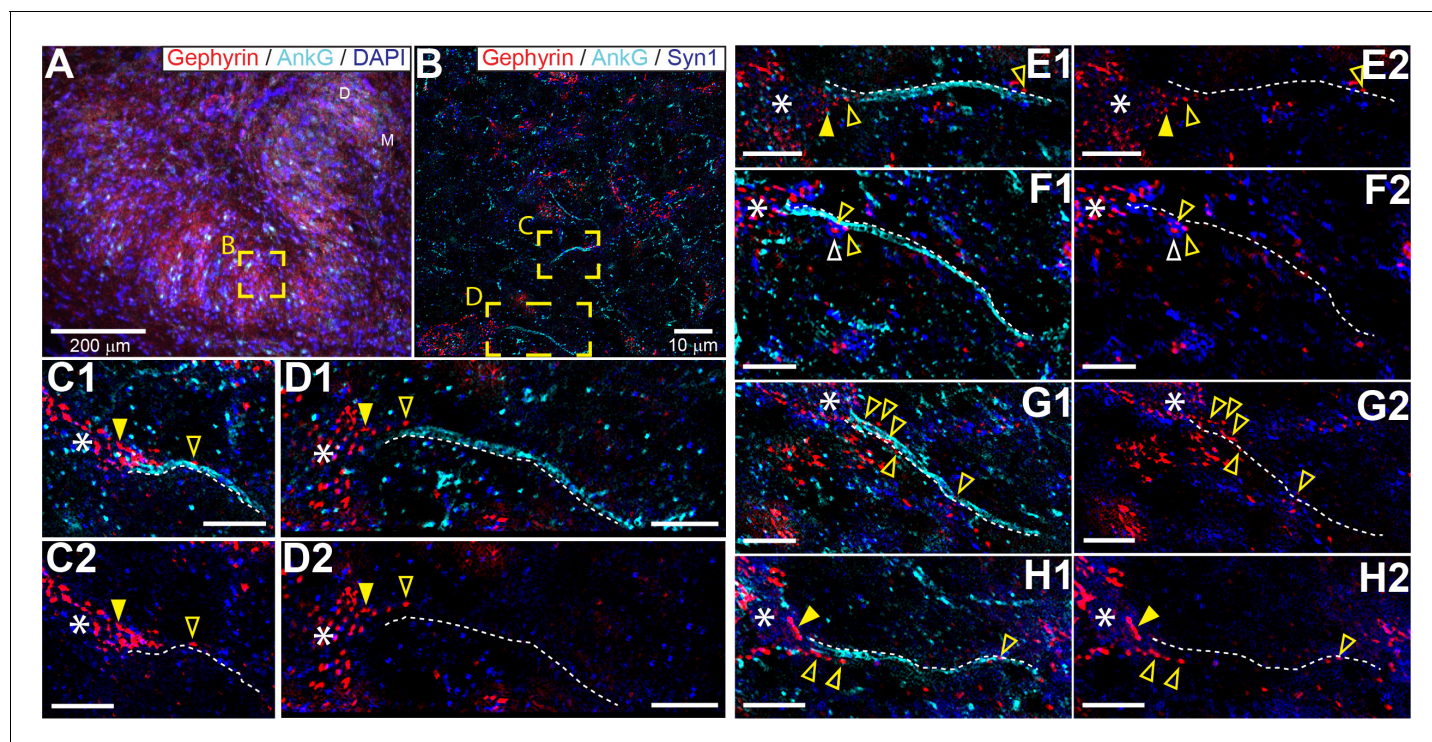 A
Gephyrin / AnkG / DAPI
D
M
B
200 μm
B
Gephyrin / AnkG / Syn1
C
D
10 μm
C1
*
C2
*
D1
*
D2
*
E1
*
E2
*
F1
*
F2
*
G1
*
G2
*
H1
*
H2
*